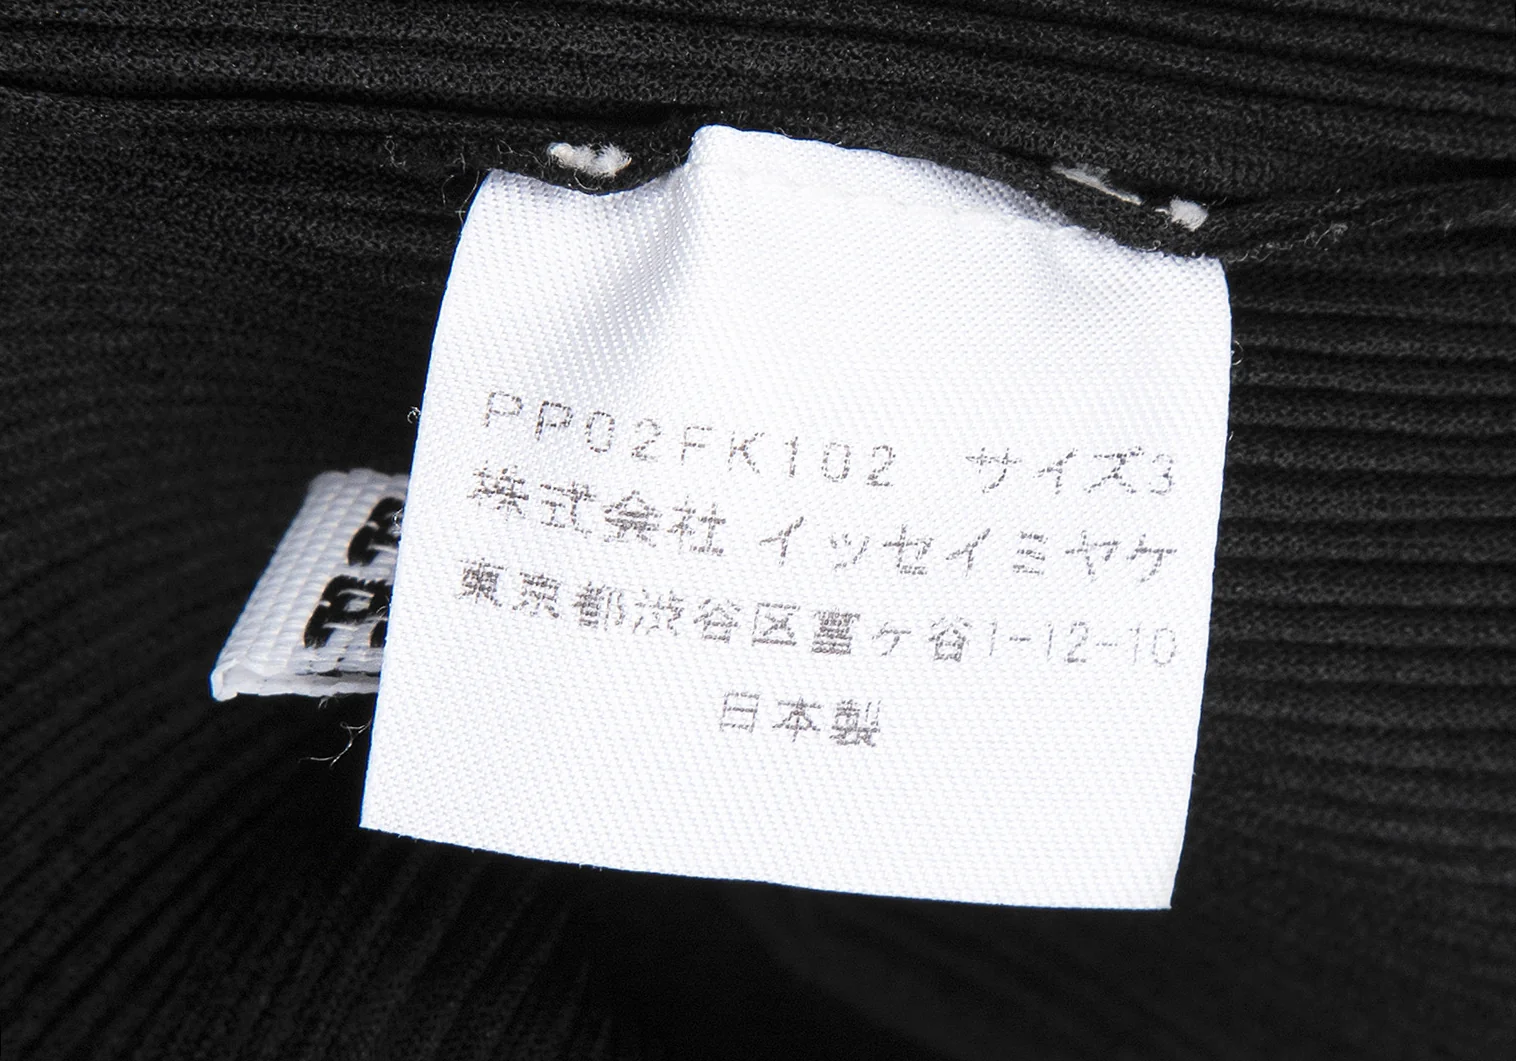 PP02FK102 サイズ3
株式会社 イッセイミヤケ
東京都渋谷区富ケ谷1-12-10
日本製